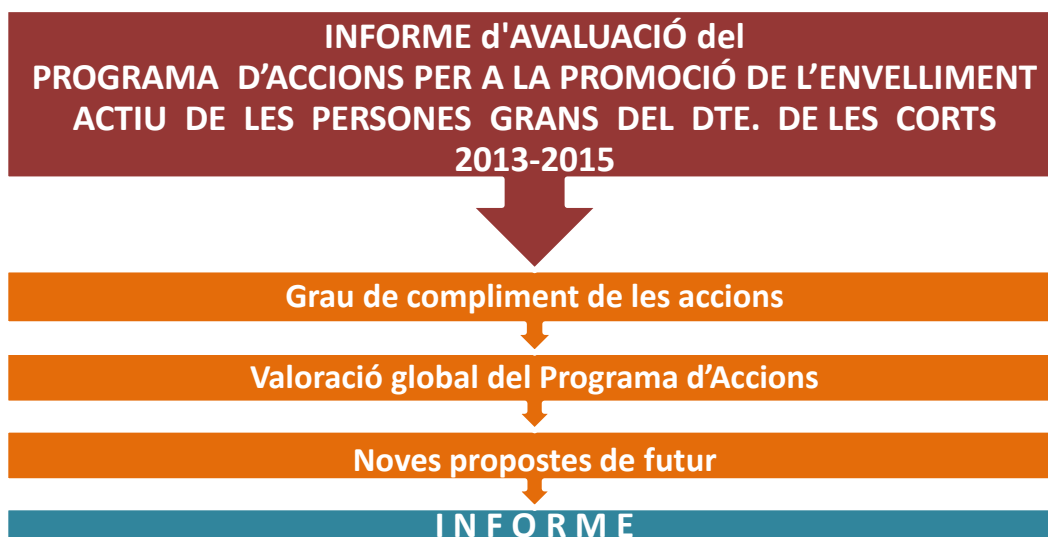 INFORME d'AVALUACIÓ del
PROGRAMA D’ACCIONS PER A LA PROMOCIÓ DE L’ENVELLIMENT
ACTIU DE LES PERSONES GRANS DEL DTE. DE LES CORTS
2013-2015
Grau de compliment de les accions
Valoració global del Programa d’Accions
Noves propostes de futur
I N F O R M E